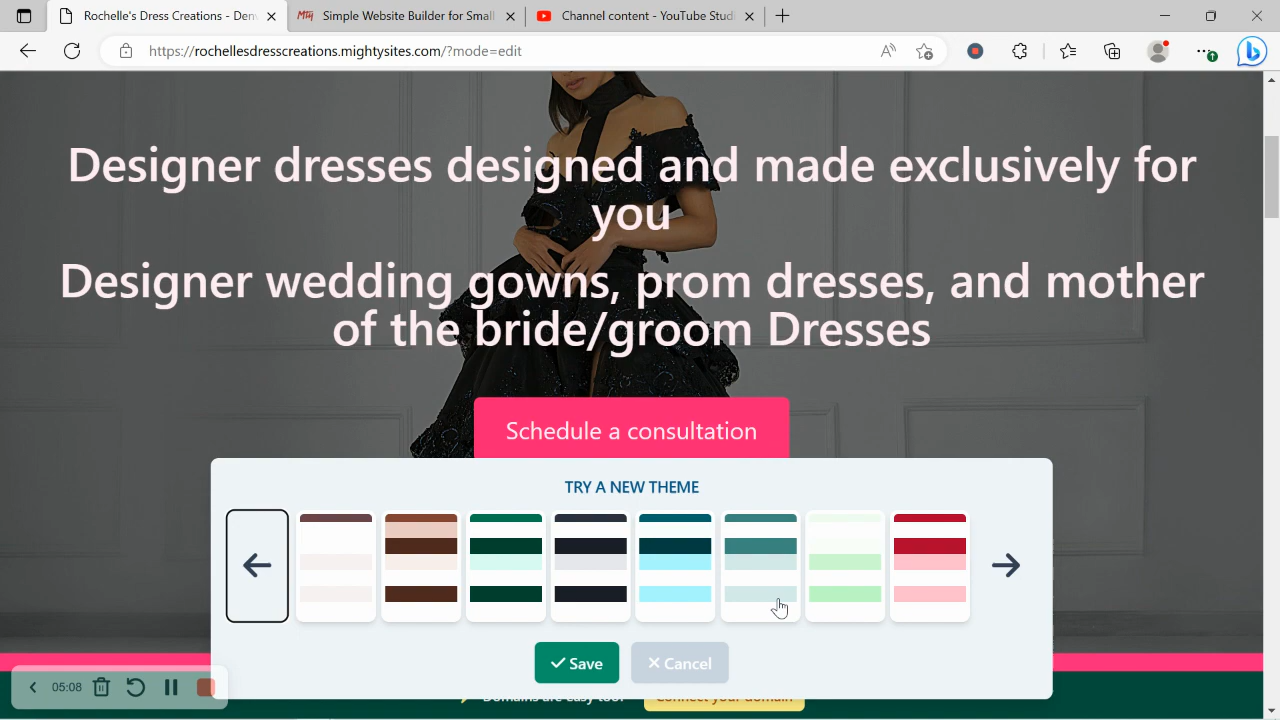 Rochelle's Dress Creations - Den
Simple Website Builder for Small
Channel content - YouTube Studi
https://rochellesdresscreations.mightysites.com/?mode=edit
Designer dresses designed and made exclusively for
you
Designer wedding gowns, prom dresses, and mother
of the bride/groom Dresses
Schedule a consultation
TRY A NEW THEME
Save
Cancel
05:08
Domains are easy too!
Connect your domain